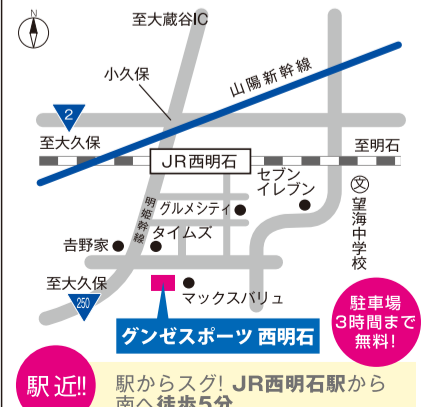 N
至大蔵谷IC
小久保
山陽新幹線
2
至大久保
至明石
JR西明石
セブン
イレブン
文
望海中学校
グルメシティ
明姫幹線
タイムズ
吉野家
至大久保
250
マックスバリュ
グンゼスポーツ 西明石
駐車場
3時間まで
無料!
駅近!!
駅からスグ! JR西明石駅から
南へ徒歩5分